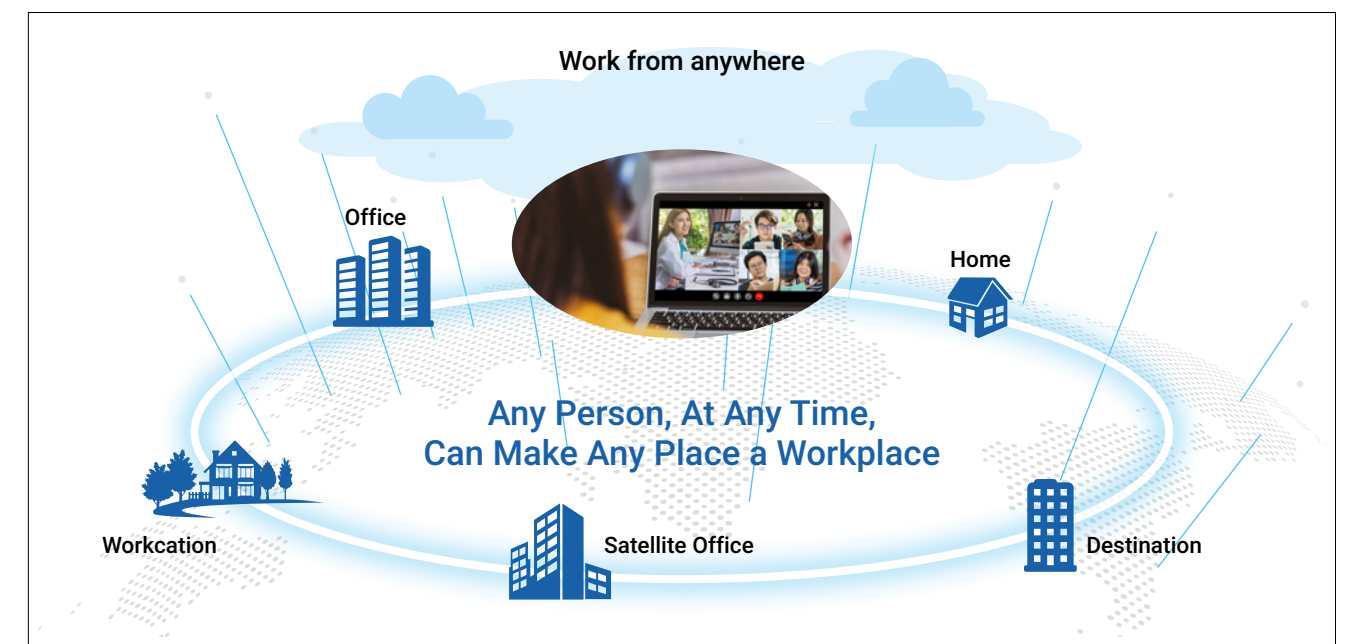 Work from anywhere
Office
Home
Any Person, At Any Time,
Can Make Any Place a Workplace
Workcation
Satellite Office
Destination